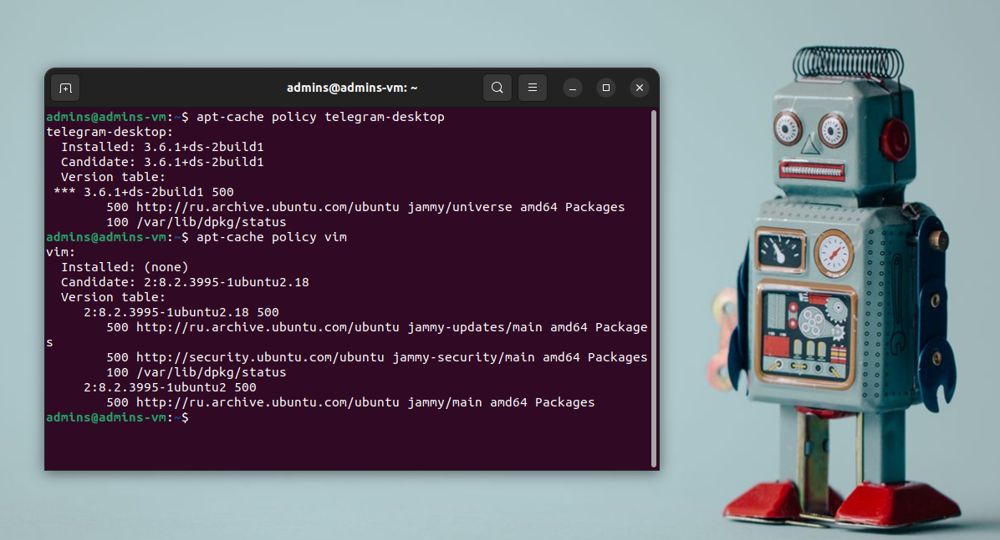 admins@admins-vm: ~
admins@admins-vm:~$ apt-cache policy telegram-desktop
telegram-desktop:
  Installed: 3.6.1+ds-2build1
  Candidate: 3.6.1+ds-2build1
  Version table:
 *** 3.6.1+ds-2build1 500
        500 http://ru.archive.ubuntu.com/ubuntu jammy/universe amd64 Packages
        100 /var/lib/dpkg/status
admins@admins-vm:~$ apt-cache policy vim
vim:
  Installed: (none)
  Candidate: 2:8.2.3995-1ubuntu2.18
  Version table:
     2:8.2.3995-1ubuntu2.18 500
        500 http://ru.archive.ubuntu.com/ubuntu jammy-updates/main amd64 Package
s
        500 http://security.ubuntu.com/ubuntu jammy-security/main amd64 Packages
        100 /var/lib/dpkg/status
     2:8.2.3995-1ubuntu2 500
        500 http://ru.archive.ubuntu.com/ubuntu jammy/main amd64 Packages
admins@admins-vm:~$